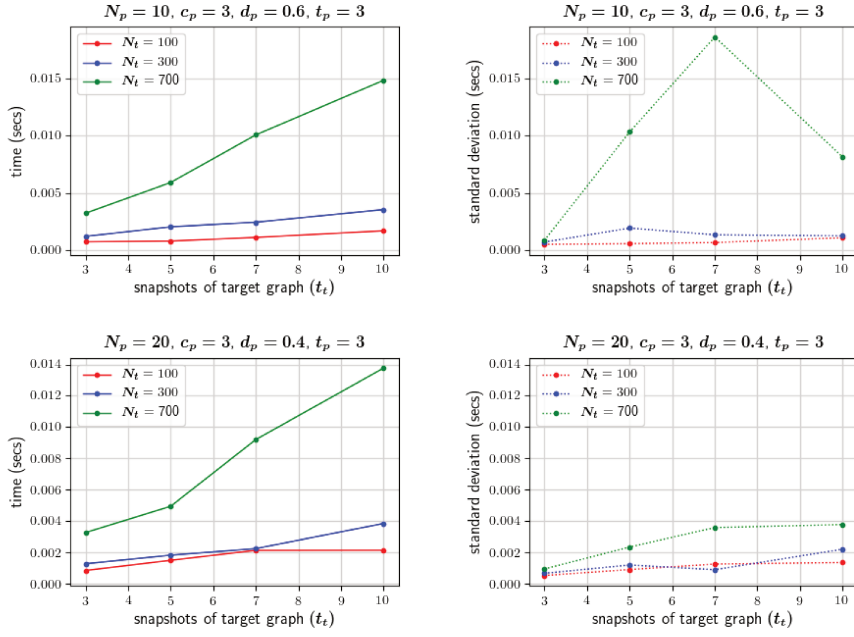 N_p = 10, c_p = 3, d_p = 0.6, t_p = 3
N_t = 100
N_t = 300
N_t = 700
time (secs)
0.015
0.010
0.005
0.000
3 4 5 6 7 8 9 10
snapshots of target graph (t_t)
N_p = 10, c_p = 3, d_p = 0.6, t_p = 3
N_t = 100
N_t = 300
N_t = 700
standard deviation (secs)
0.015
0.010
0.005
0.000
3 4 5 6 7 8 9 10
snapshots of target graph (t_t)
N_p = 20, c_p = 3, d_p = 0.4, t_p = 3
N_t = 100
N_t = 300
N_t = 700
time (secs)
0.014
0.012
0.010
0.008
0.006
0.004
0.002
0.000
3 4 5 6 7 8 9 10
snapshots of target graph (t_t)
N_p = 20, c_p = 3, d_p = 0.4, t_p = 3
N_t = 100
N_t = 300
N_t = 700
standard deviation (secs)
0.014
0.012
0.010
0.008
0.006
0.004
0.002
0.000
3 4 5 6 7 8 9 10
snapshots of target graph (t_t)